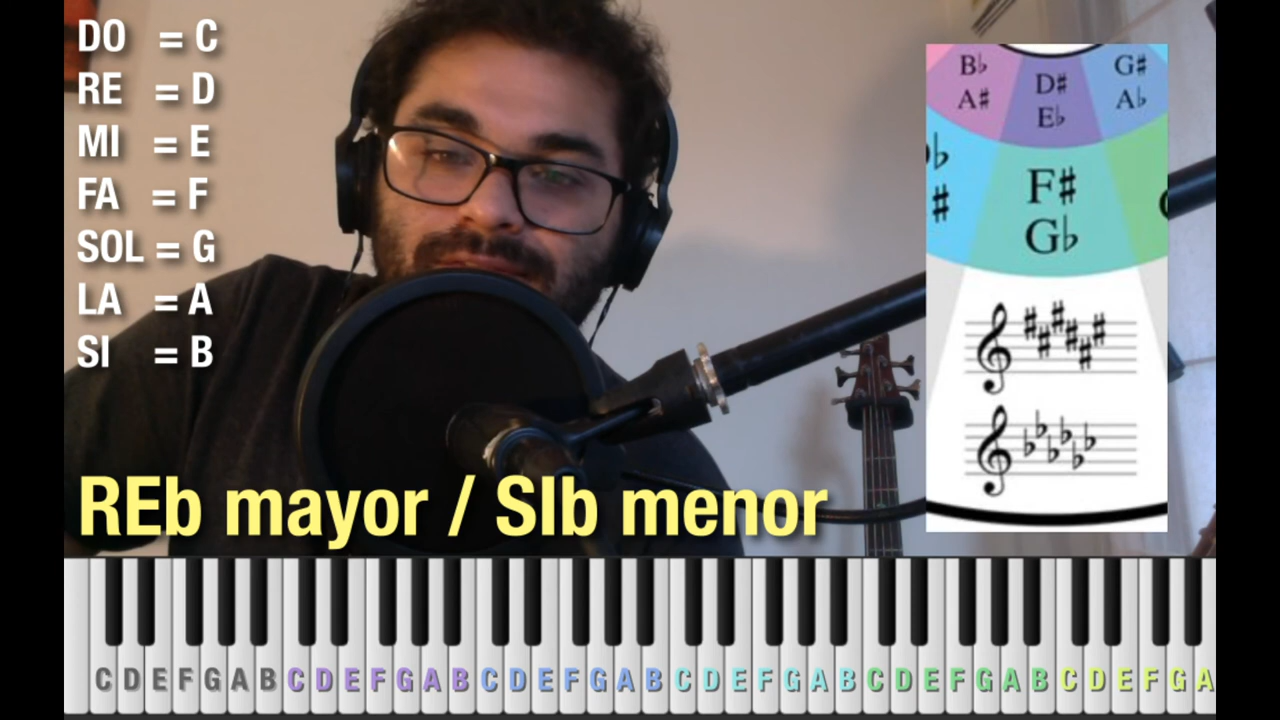 DO = C
RE = D
MI = E
FA = F
SOL = G
LA = A
SI = B
B♭ D# G#
A# E♭ A♭
♭ F#
# G♭
REb mayor / SIb menor
C D E F G A B C D E F G A B C D E F G A B C D E F G A B C D E F G A B C D E F G A